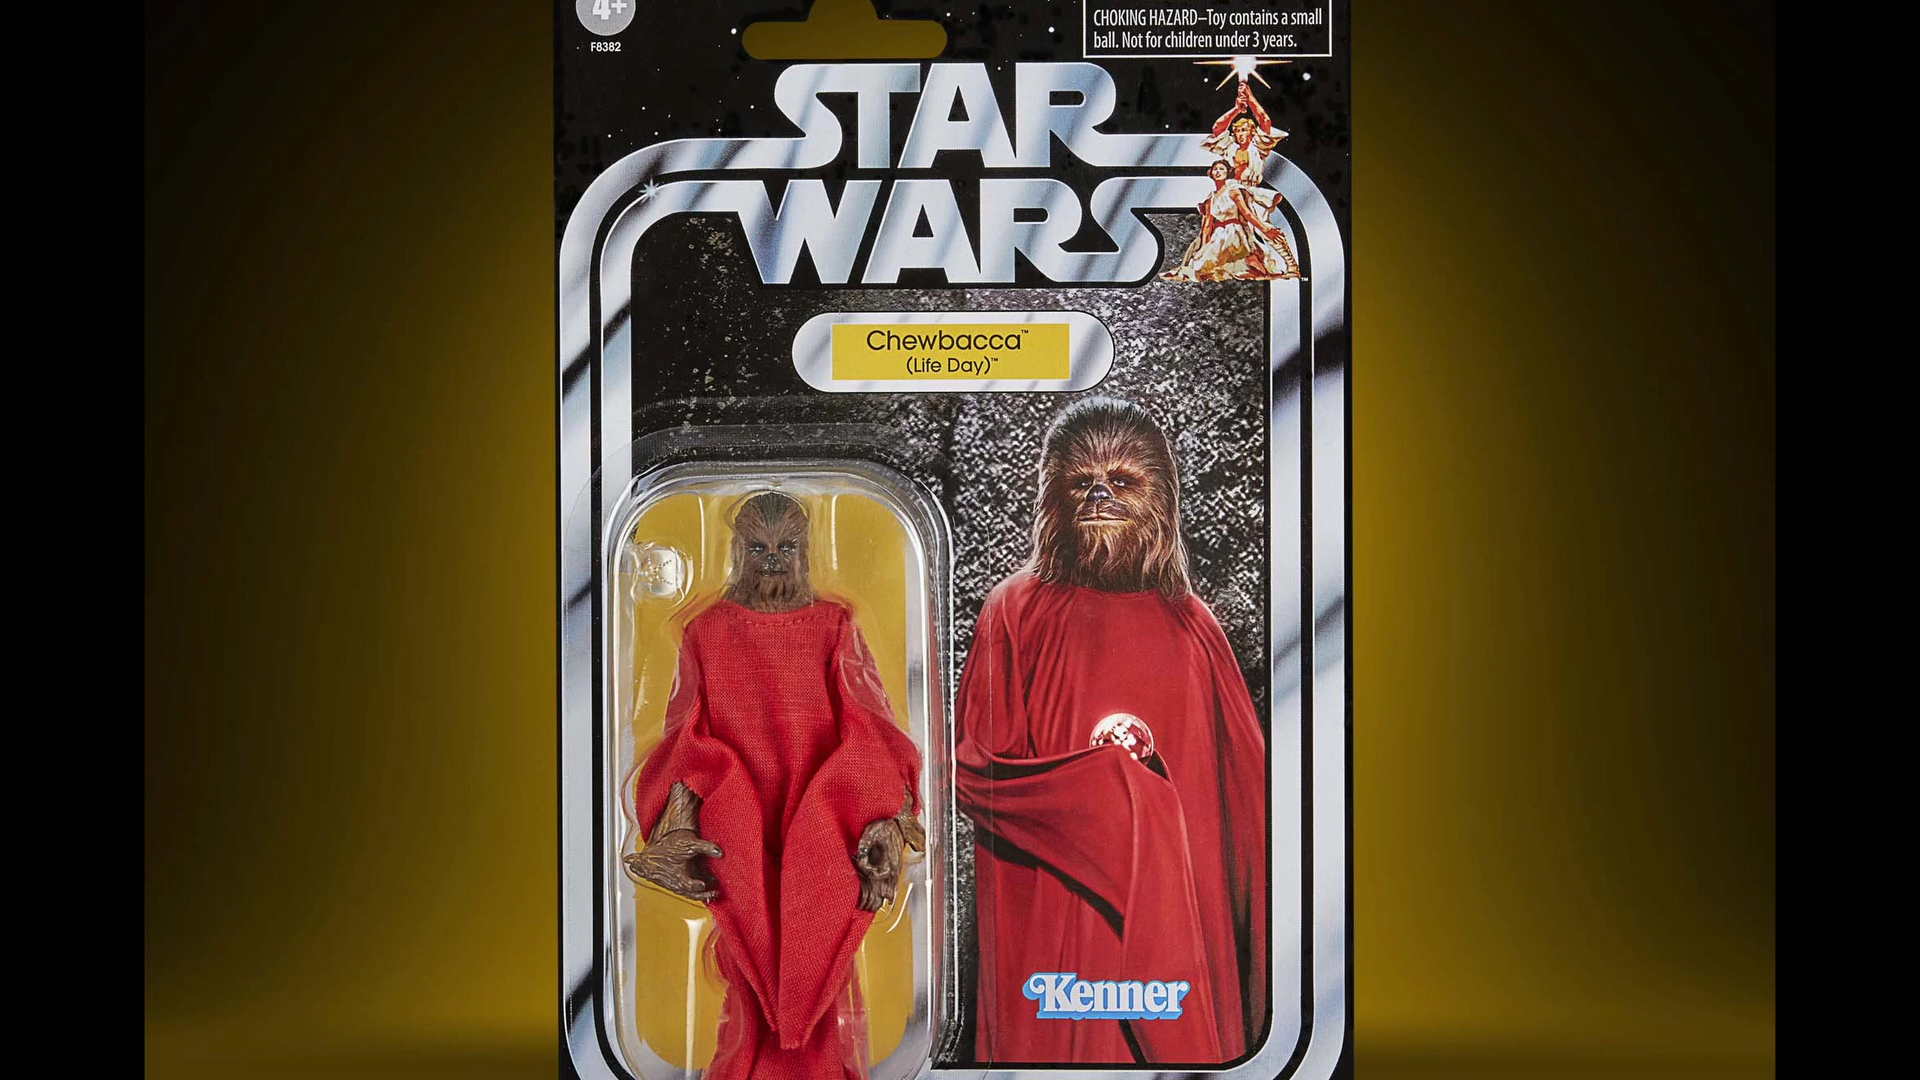 4+
F8382
CHOKING HAZARD–Toy contains a small
ball. Not for children under 3 years.
STAR
WARS
™
Chewbacca™
(Life Day)™
Kenner